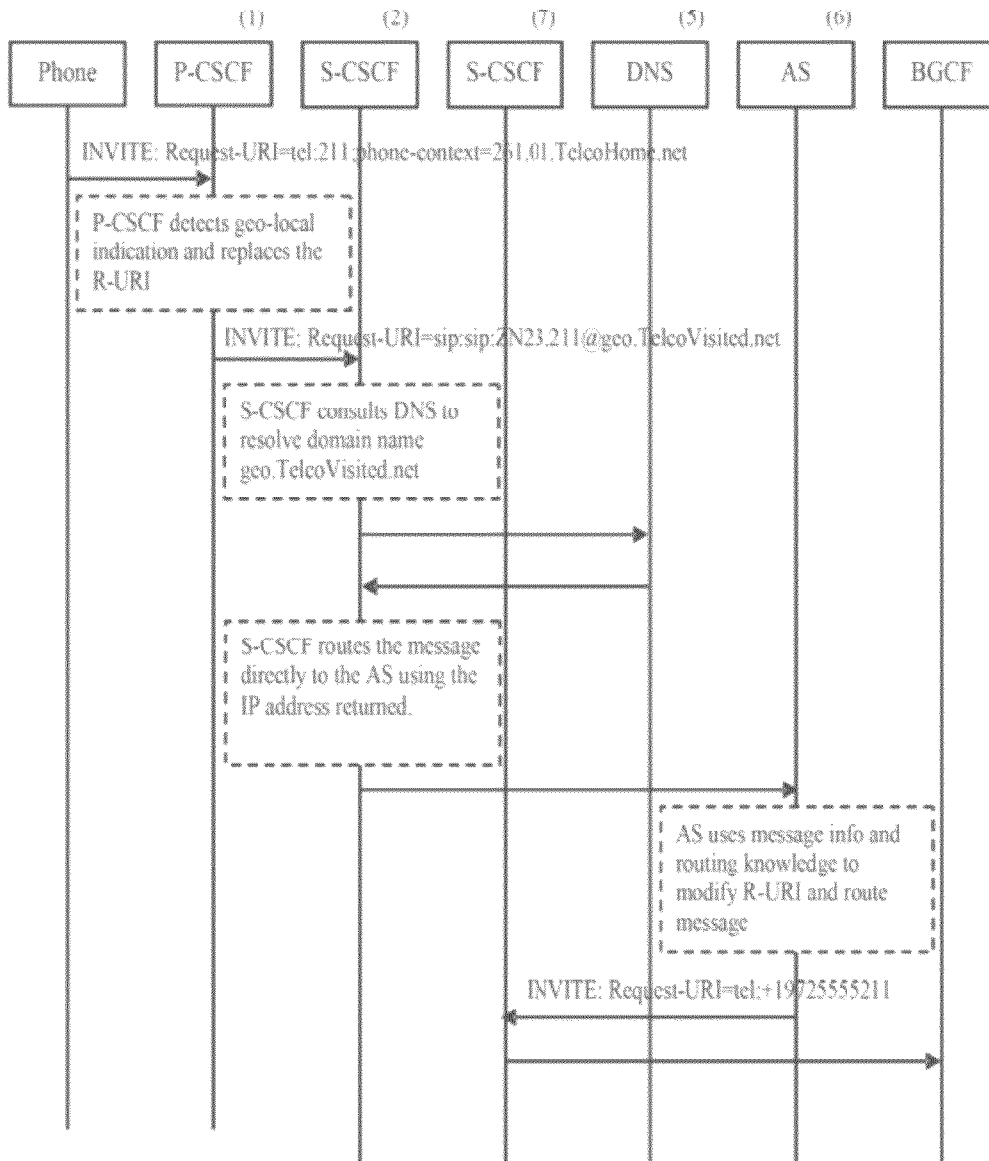 (1) (2) (7) (5) (6)
Phone P-CSCF S-CSCF S-CSCF DNS AS BGCF
INVITE: Request-URI=tel:211;phone-context=261.01.TelcoHome.net
P-CSCF detects geo-local
indication and replaces the
R-URI
INVITE: Request-URI=sip:sip:ZN23.211@geo.TelcoVisited.net
S-CSCF consults DNS to
resolve domain name
geo.TelcoVisited.net
S-CSCF routes the message
directly to the AS using the
IP address returned.
AS uses message info and
routing knowledge to
modify R-URI and route
message
INVITE: Request-URI=tel:+19725555211